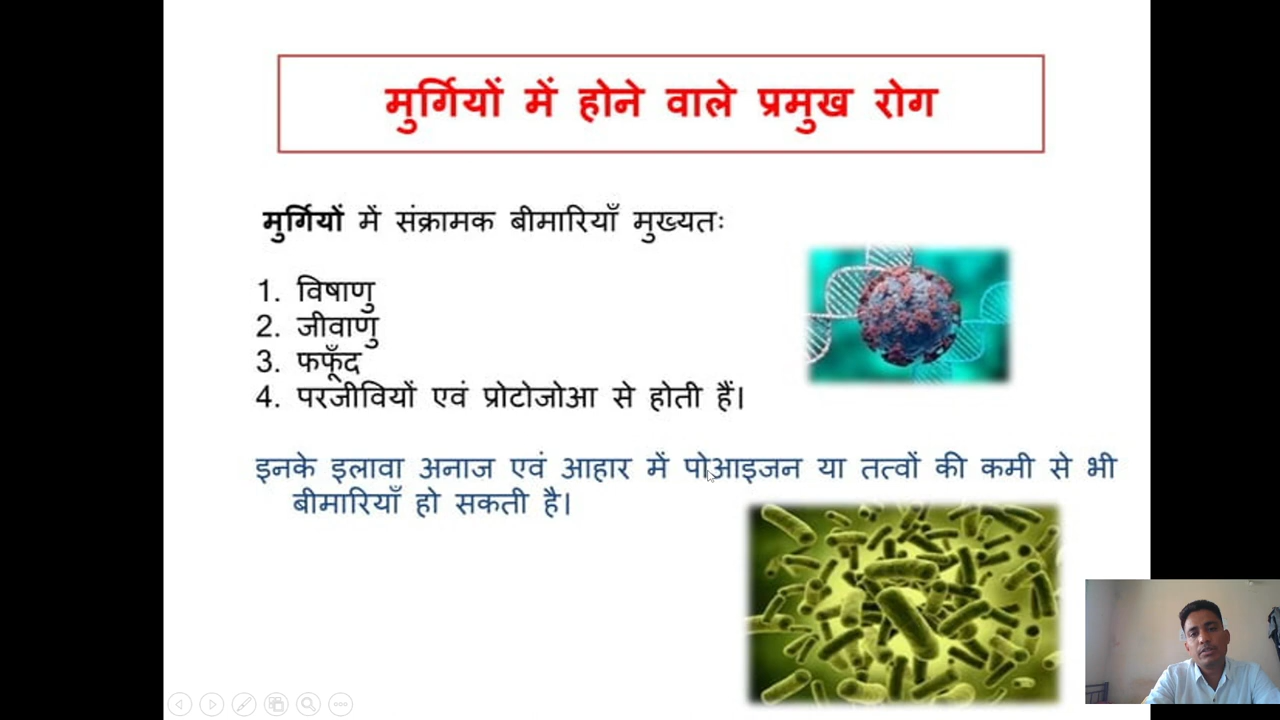 मुर्गियों में होने वाले प्रमुख रोग
मुर्गियों में संक्रामक बीमारियाँ मुख्यतः
1. विषाणु
2. जीवाणु
3. फफूँद
4. परजीवियों एवं प्रोटोजोआ से होती हैं।
इनके इलावा अनाज एवं आहार में पोआइजन या तत्वों की कमी से भी
बीमारियाँ हो सकती है।